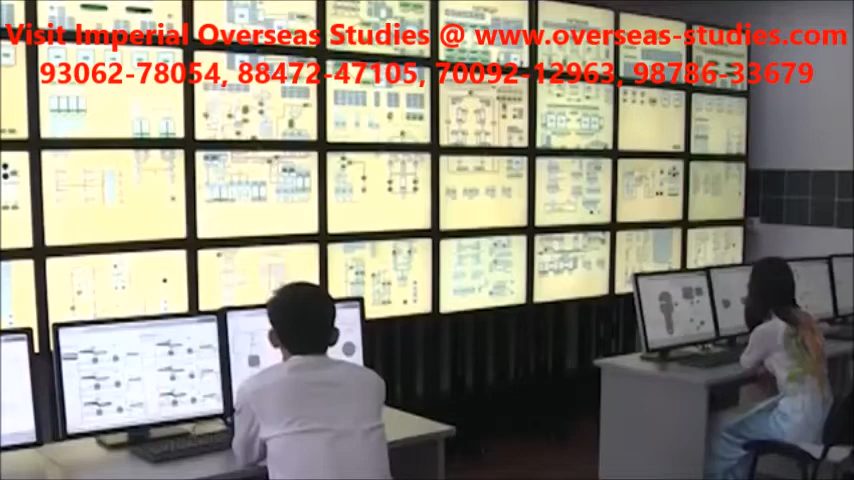 Visit Imperial Overseas Studies @ www.overseas-studies.com
93062-78054, 88472-47105, 70092-12963, 98786-33679